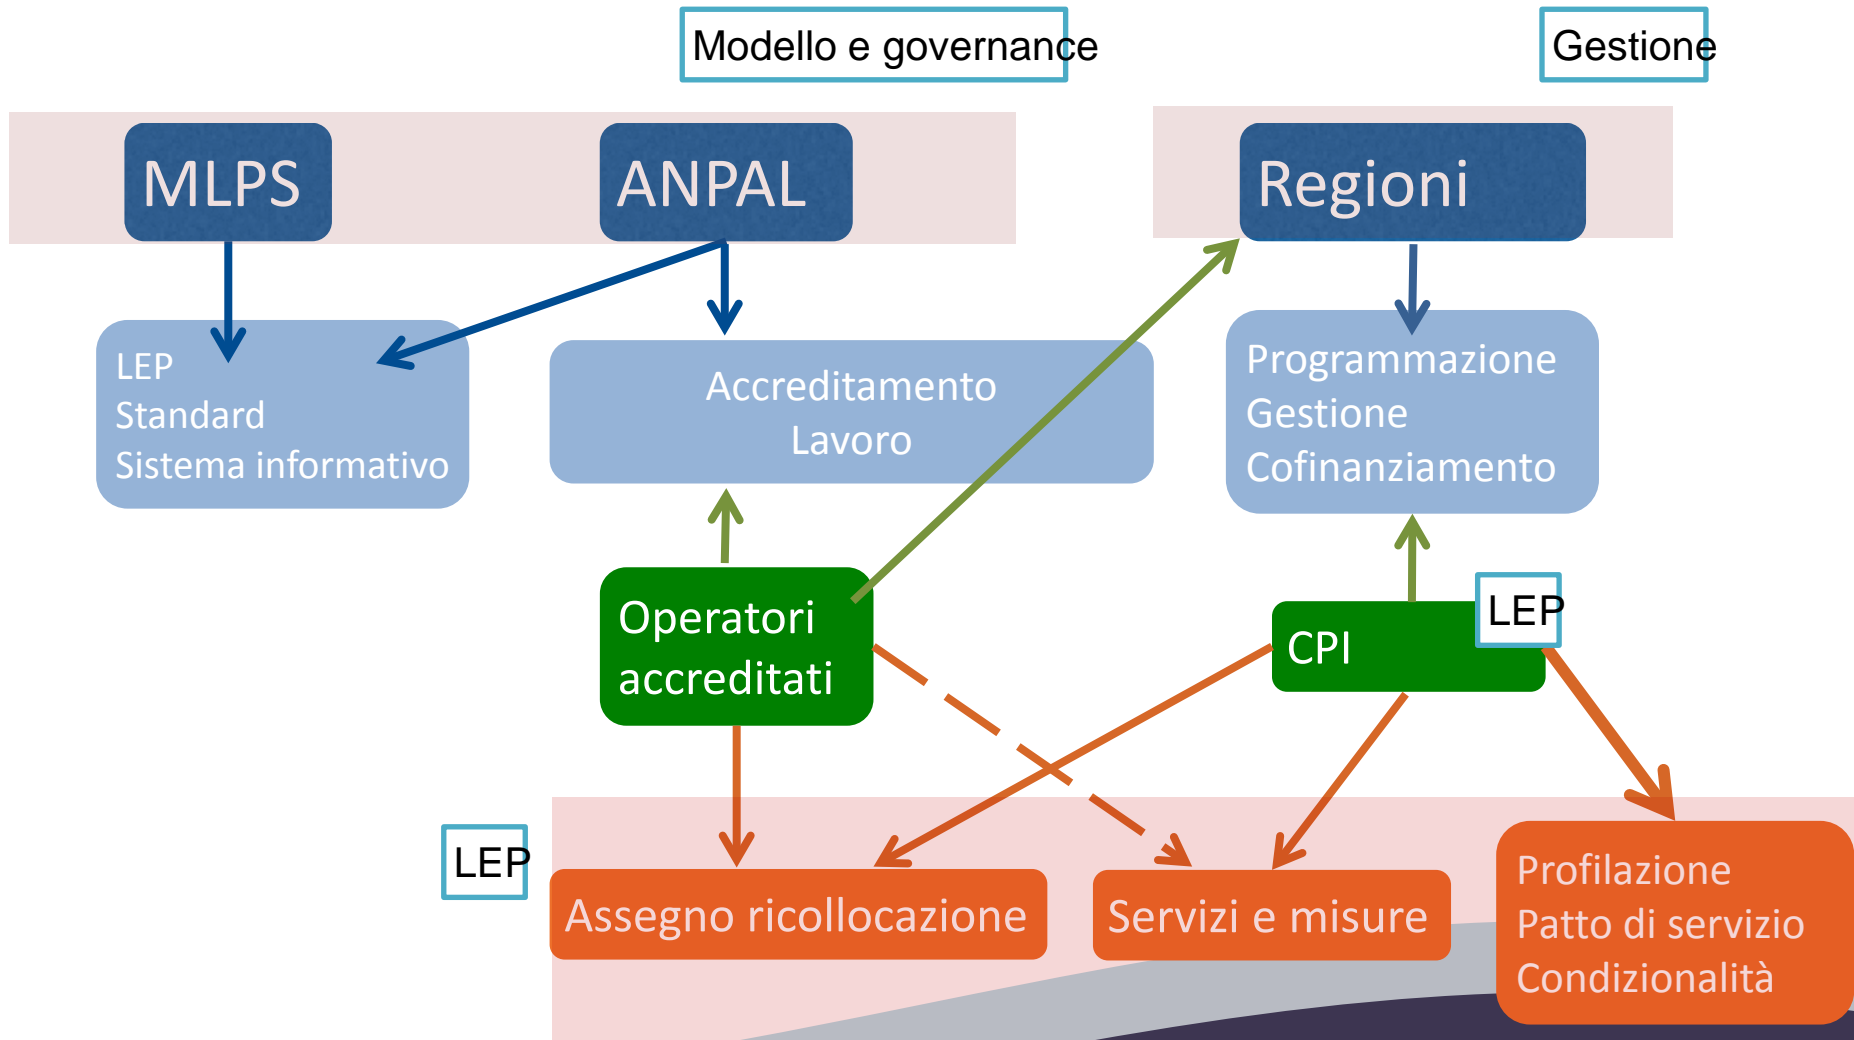 Modello e governance
Gestione
MLPS
ANPAL
Regioni
LEP
Standard
Sistema informativo
Accreditamento
Lavoro
Programmazione
Gestione
Cofinanziamento
Operatori
accreditati
CPI
LEP
LEP
Assegno ricollocazione
Servizi e misure
Profilazione
Patto di servizio
Condizionalità